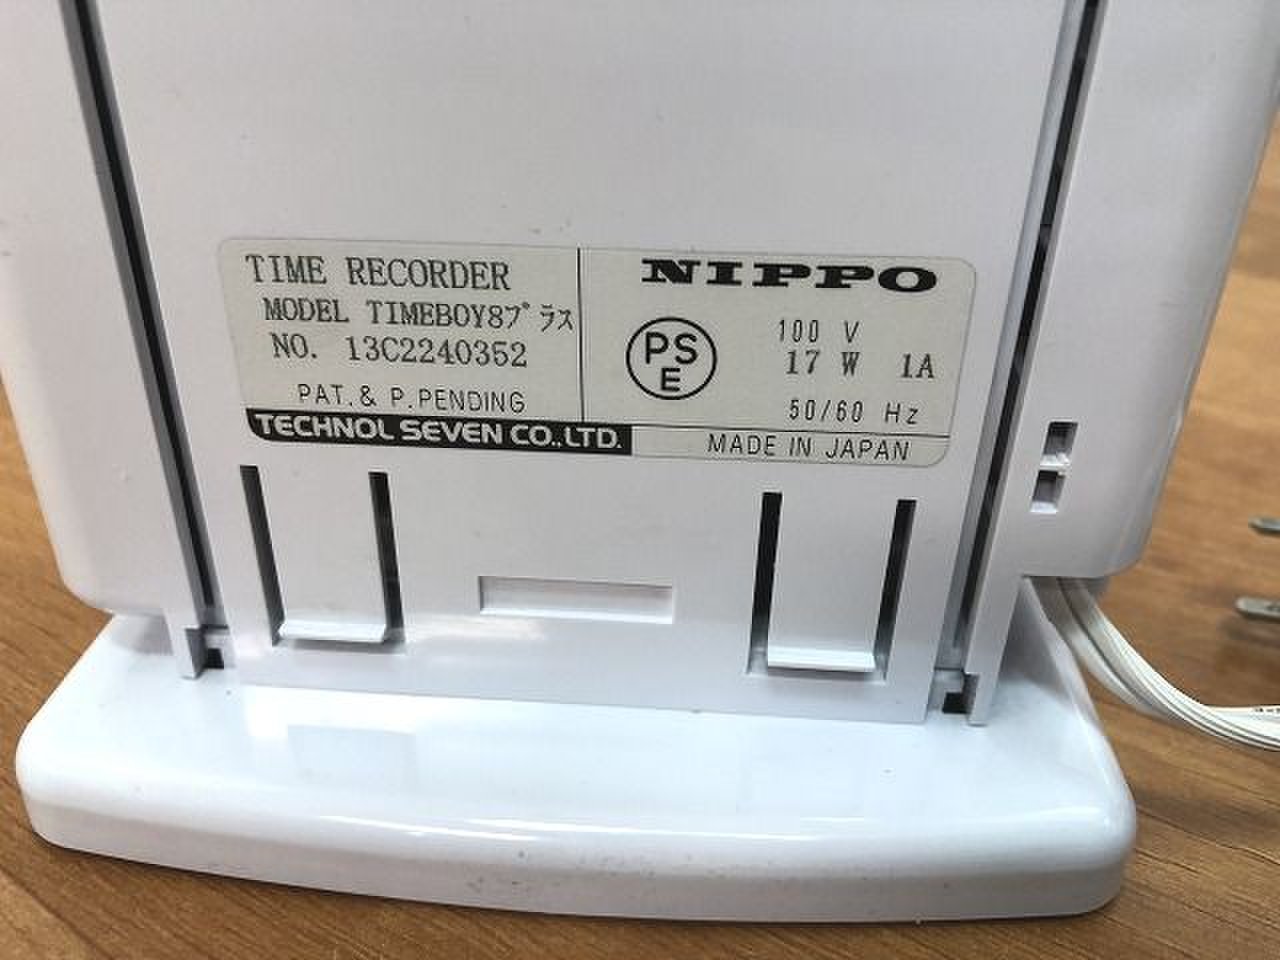 TIME RECORDER
MODEL TIMEBOY8プラス
NO. 13C2240352
PAT. & P. PENDING
TECHNOL SEVEN CO.,LTD.
NIPPO
PSE
100 V
17 W 1A
50/60 Hz
MADE IN JAPAN